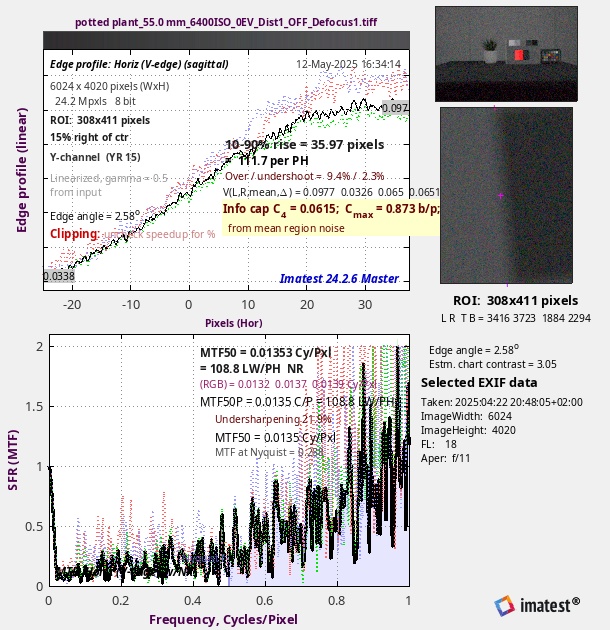 potted plant_55.0 mm_6400ISO_0EV_Dist1_OFF_Defocus1.tiff
Edge profile: Horiz (V-edge) (sagittal)
12-May-2025 16:34:14
6024 x 4020 pixels (WxH)
24.2 Mpxls 8 bit
ROI: 308x411 pixels
15% right of ctr
Y-channel (YR 15)
Linearized, gamma = 0.5
from input
Edge angle = 2.58°
Clipping: unclick speedup for %
10-90% rise = 35.97 pixels
111.7 per PH
Over / undershoot = 9.4% / 2.3%
V(L,R,mean,Δ) = 0.0977 0.0326 0.065 0.0651
Info cap C4 = 0.0615; Cmax = 0.873 b/p;
from mean region noise
Imatest 24.2.6 Master
0.097
0.0338
Edge profile (linear)
-20 -10 0 10 20 30
Pixels (Hor)
MTF50 = 0.01353 Cy/Pxl
= 108.8 LW/PH NR
(RGB) = 0.0132 0.0137 0.0139 Cy/Pxl
MTF50P = 0.0135 C/P = 108.8 LW/PH
Undersharpening 21.9%
MTF50 = 0.0135 Cy/Pxl
MTF at Nyquist = 0.288
SFR (MTF)
2
1.5
1
0.5
0
0 0.2 0.4 0.6 0.8 1
Frequency, Cycles/Pixel
ROI: 308x411 pixels
L R T B = 3416 3723 1884 2294
Edge angle = 2.58°
Estm. chart contrast = 3.05
Selected EXIF data
Taken: 2025:04:22 20:48:05+02:00
ImageWidth: 6024
ImageHeight: 4020
FL: 18
Aper: f/11
imatest®